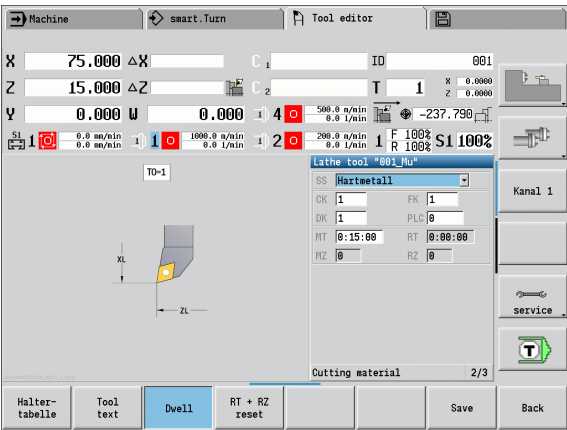 Machine
smart.Turn
Tool editor
X 75.000 ΔX C 1 ID 001
Z 15.000 ΔZ C 2 T 1 X 0.0000
Z 0.0000
Y 0.000 U 0.000 4 500.0 m/min
0.0 1/min -237.790
S1 1 0.0 mm/min
0.0 mm/min 1 1000.0 m/min
0.0 1/min 2 200.0 m/min
0.0 1/min 1 F 100%
R 100% S1 100%
Lathe tool "001_Mu"
TO=1
SS Hartmetall
CK 1 FK 1
DK 1 PLC 0
MT 0:15:00 RT 0:00:00
MZ 0 RZ 0
XL
ZL
Cutting material 2/3
Kanal 1
service
T
Halter-
tabelle
Tool
text
Dwell
RT + RZ
reset
Save
Back